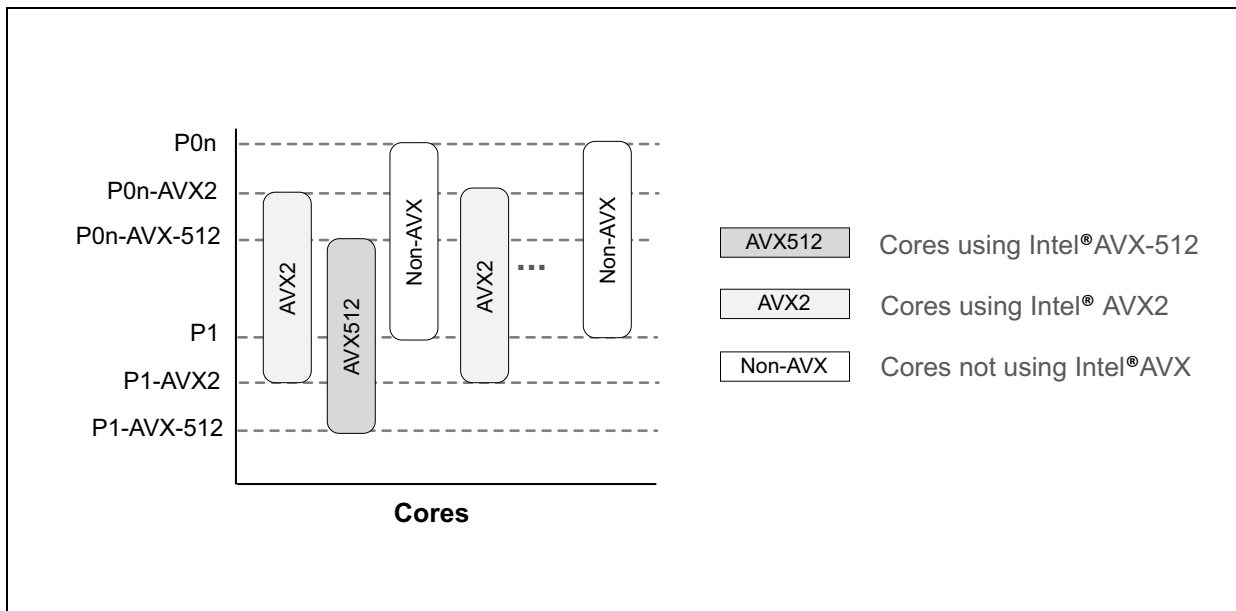 P0n
P0n-AVX2
P0n-AVX-512
P1
P1-AVX2
P1-AVX-512
AVX2
AVX512
Non-AVX
AVX2
...
Non-AVX
Cores
AVX512 Cores using Intel® AVX-512
AVX2 Cores using Intel® AVX2
Non-AVX Cores not using Intel®AVX